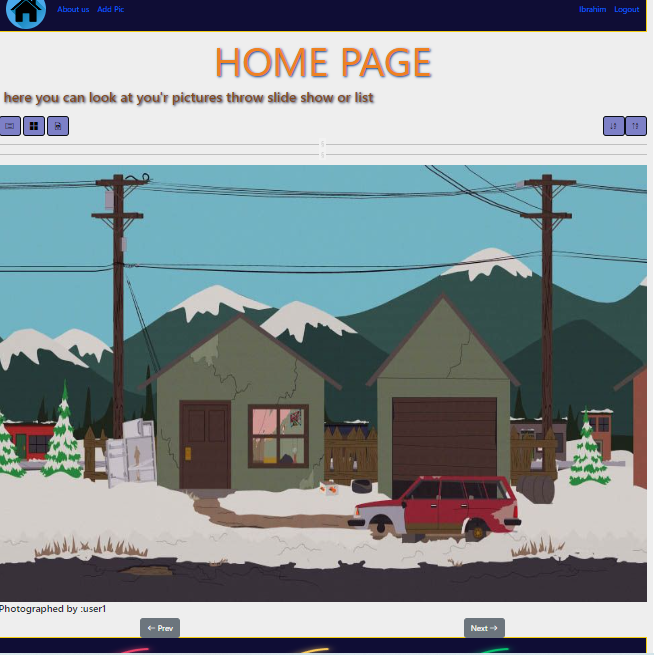 About us Add Pic Ibrahim Logout
HOME PAGE
here you can look at you'r pictures throw slide show or list
Photographed by :user1
← Prev Next →